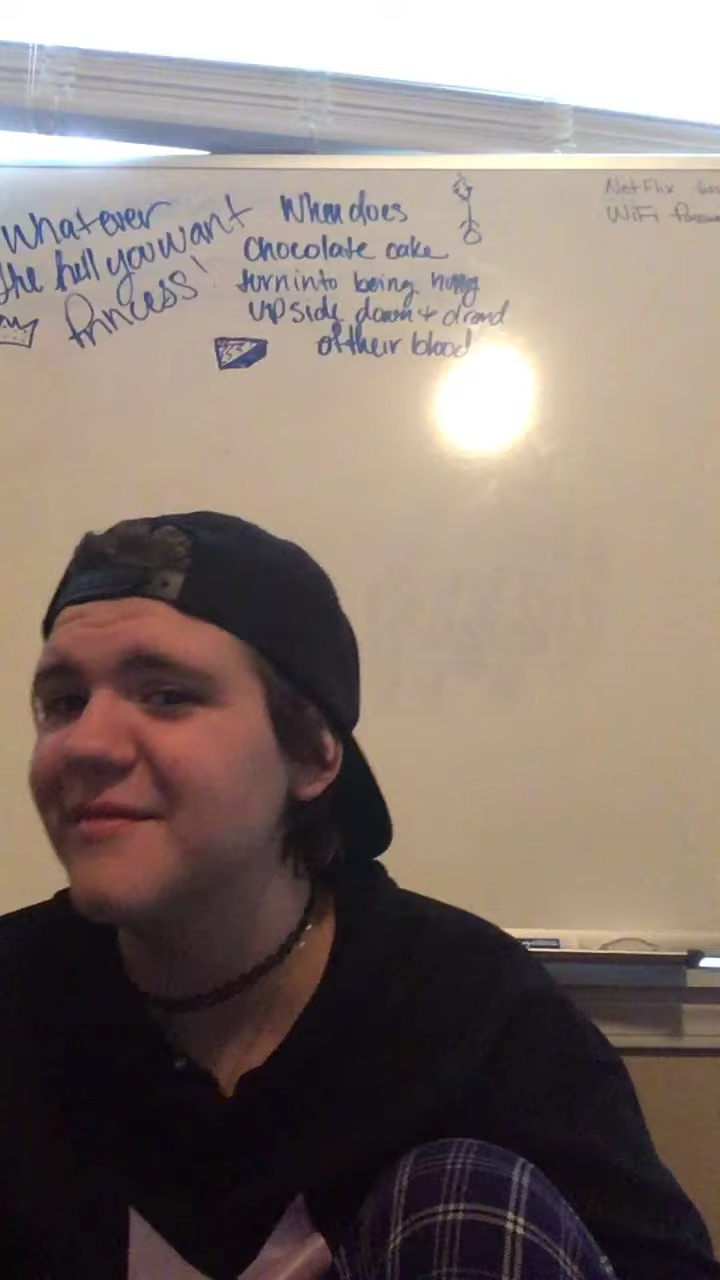 whatever
the hell you want
Princess!
When does
chocolate cake
turn into being hung
upside down + draind
of their blood
NetFlix
WiFi